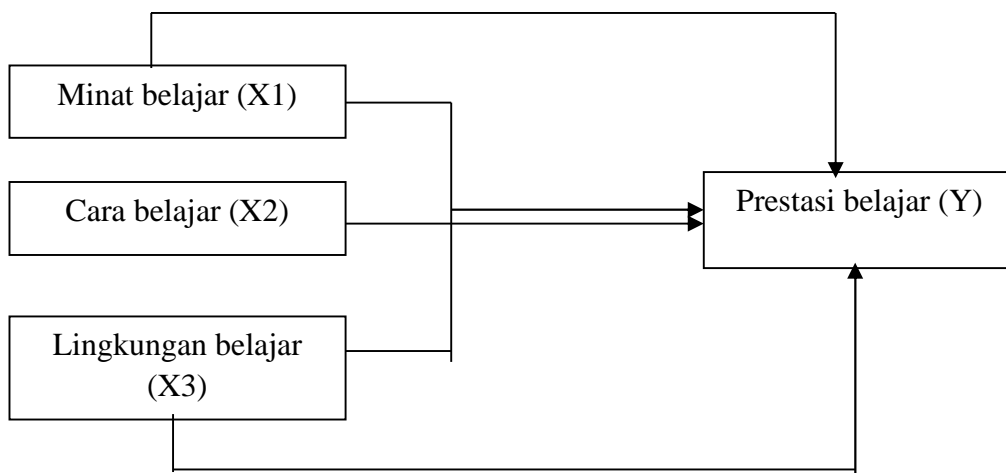 Minat belajar (X1)
Cara belajar (X2)
Prestasi belajar (Y)
Lingkungan belajar
(X3)